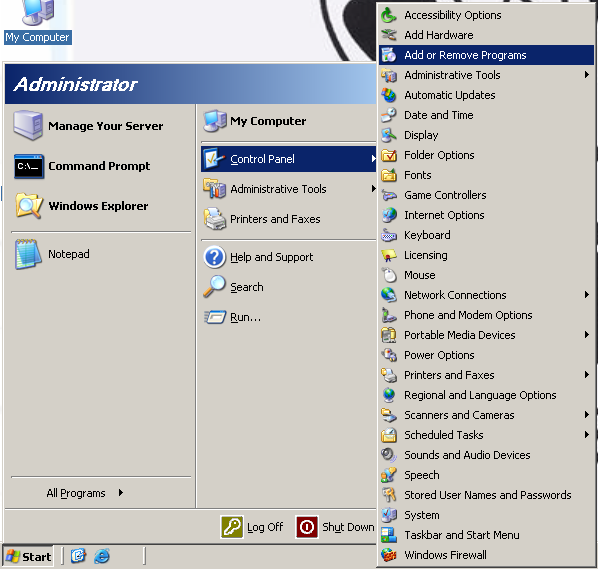 My Computer
Administrator
Manage Your Server
Command Prompt
Windows Explorer
Notepad
All Programs
My Computer
Control Panel
Administrative Tools
Printers and Faxes
Help and Support
Search
Run...
Log Off
Shut Down
Start
Accessibility Options
Add Hardware
Add or Remove Programs
Administrative Tools
Automatic Updates
Date and Time
Display
Folder Options
Fonts
Game Controllers
Internet Options
Keyboard
Licensing
Mouse
Network Connections
Phone and Modem Options
Portable Media Devices
Power Options
Printers and Faxes
Regional and Language Options
Scanners and Cameras
Scheduled Tasks
Sounds and Audio Devices
Speech
Stored User Names and Passwords
System
Taskbar and Start Menu
Windows Firewall